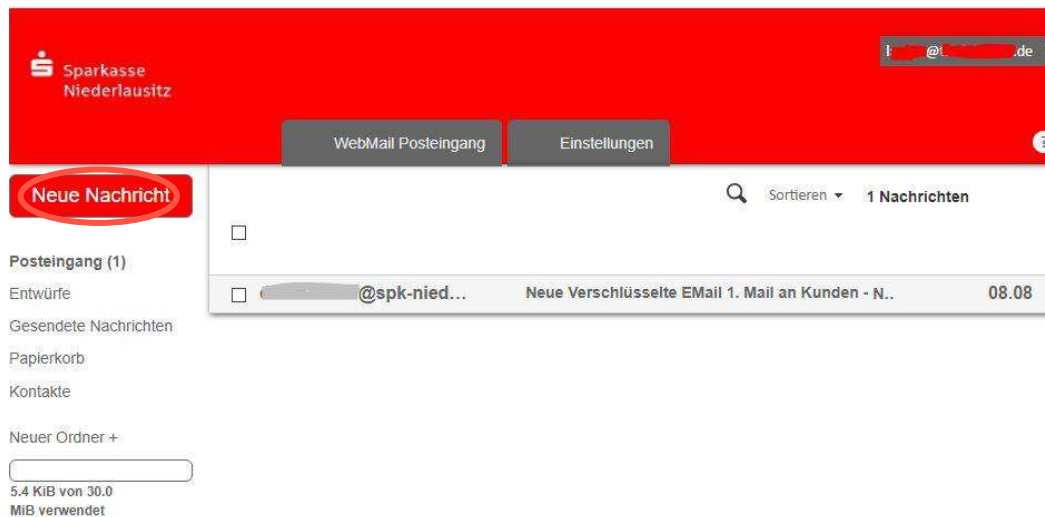 @ .de
Sparkasse
Niederlausitz
WebMail Posteingang
Einstellungen
?
Neue Nachricht
Sortieren
1 Nachrichten
Posteingang (1)
Entwürfe
@spk-nied... Neue Verschlüsselte EMail 1. Mail an Kunden - N.. 08.08
Gesendete Nachrichten
Papierkorb
Kontakte
Neuer Ordner +
5.4 KiB von 30.0
MiB verwendet